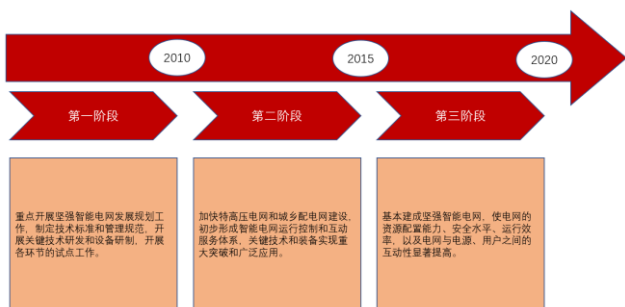 2010
2015
2020
第一阶段
第二阶段
第三阶段
重点开展坚强智能电网发展规划工
作，制定技术标准和管理规范，开
展关键技术研发和设备研制，开展
各环节的试点工作。
加快特高压电网和城乡配电网建设，
初步形成智能电网运行控制和互动
服务体系，关键技术和装备实现重
大突破和广泛应用。
基本建成坚强智能电网，使电网的
资源配置能力、安全水平、运行效
率，以及电网与电源、用户之间的
互动性显著提高。